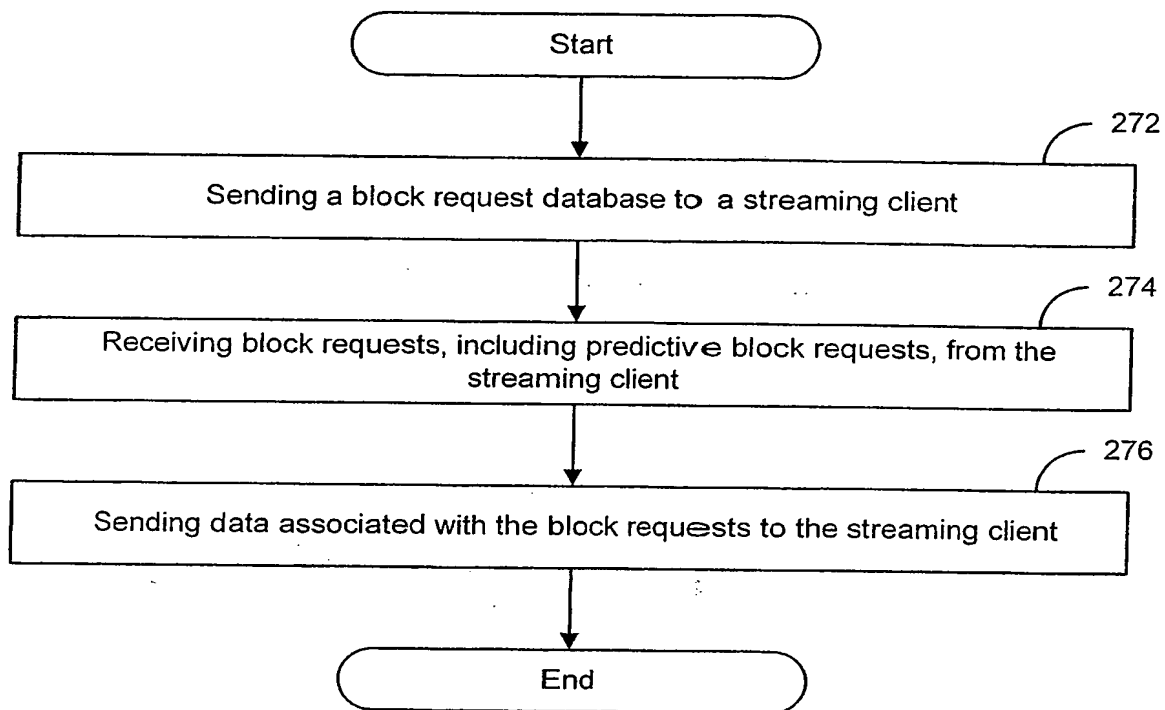 Start
272
Sending a block request database to a streaming client
274
Receiving block requests, including predictive block requests, from the
streaming client
276
Sending data associated with the block requests to the streaming client
End